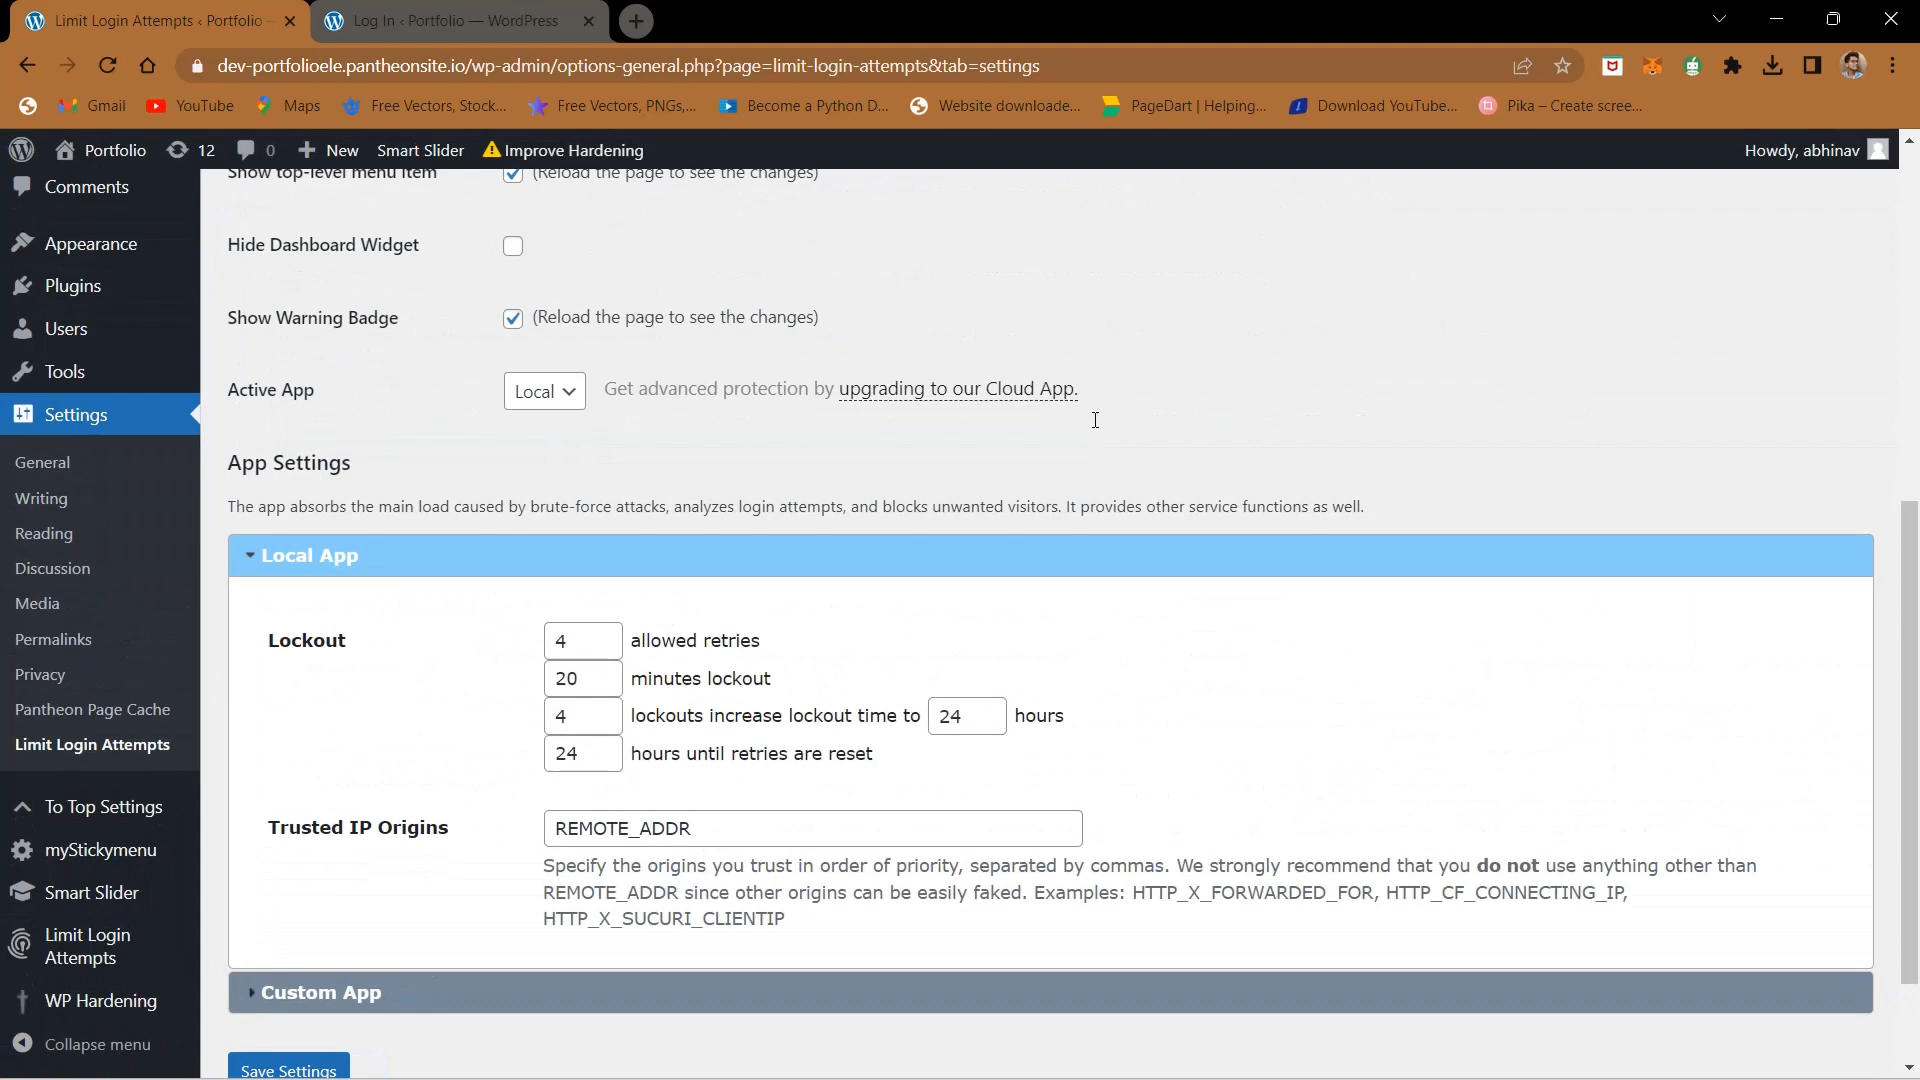 Limit Login Attempts ‹ Portfolio —
Log In ‹ Portfolio — WordPress
dev-portfolioele.pantheonsite.io/wp-admin/options-general.php?page=limit-login-attempts&tab=settings
Gmail
YouTube
Maps
Free Vectors, Stock...
Free Vectors, PNGs,...
Become a Python D...
Website downloade...
PageDart | Helping...
Download YouTube...
Pika – Create scree...
Portfolio
12
0
New
Smart Slider
Improve Hardening
Howdy, abhinav
Comments
Appearance
Plugins
Users
Tools
Settings
General
Writing
Reading
Discussion
Media
Permalinks
Privacy
Pantheon Page Cache
Limit Login Attempts
To Top Settings
myStickymenu
Smart Slider
Limit Login
Attempts
WP Hardening
Collapse menu
Show top-level menu item
(Reload the page to see the changes)
Hide Dashboard Widget
Show Warning Badge
(Reload the page to see the changes)
Active App
Local
Get advanced protection by upgrading to our Cloud App.
App Settings
The app absorbs the main load caused by brute-force attacks, analyzes login attempts, and blocks unwanted visitors. It provides other service functions as well.
Local App
Lockout
4 allowed retries
20 minutes lockout
4 lockouts increase lockout time to 24 hours
24 hours until retries are reset
Trusted IP Origins
REMOTE_ADDR
Specify the origins you trust in order of priority, separated by commas. We strongly recommend that you do not use anything other than
REMOTE_ADDR since other origins can be easily faked. Examples: HTTP_X_FORWARDED_FOR, HTTP_CF_CONNECTING_IP,
HTTP_X_SUCURI_CLIENTIP
Custom App
Save Settings